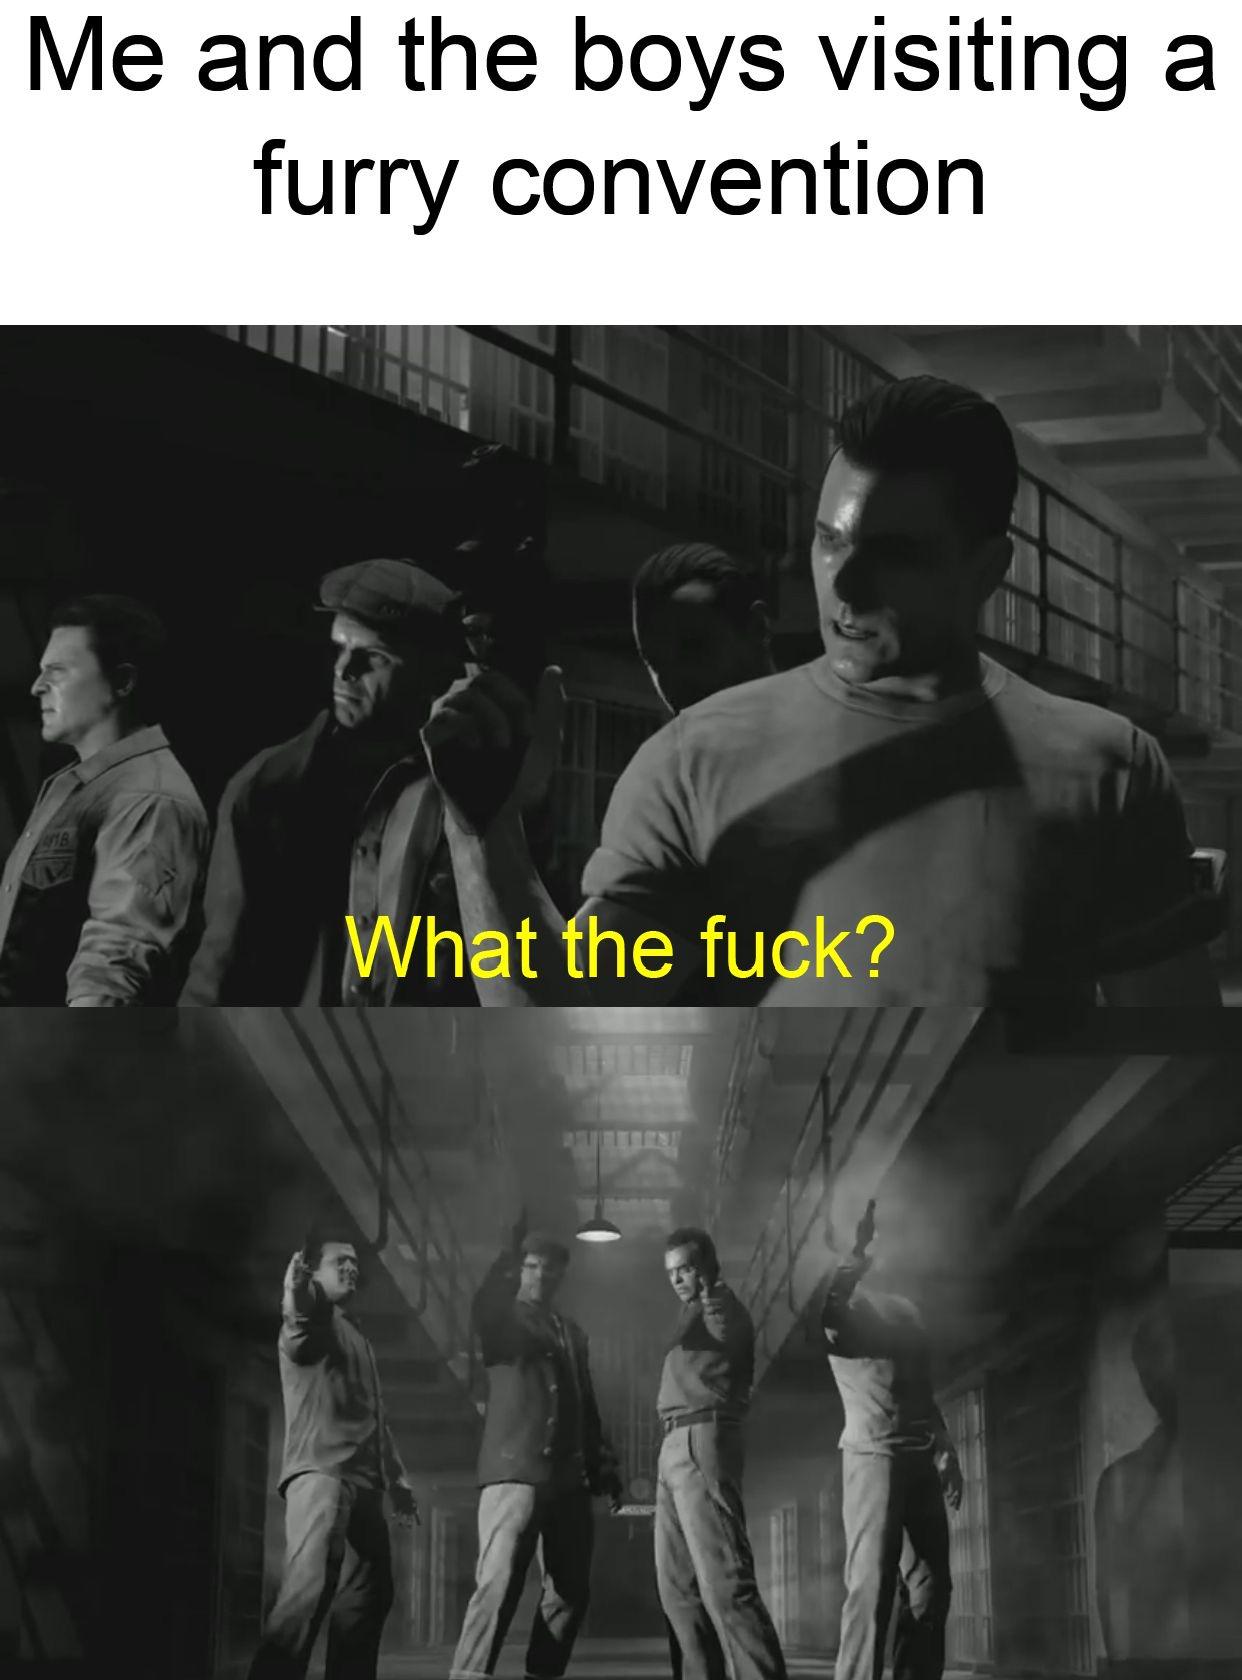 Me and the boys visiting a
furry convention
What the fuck?